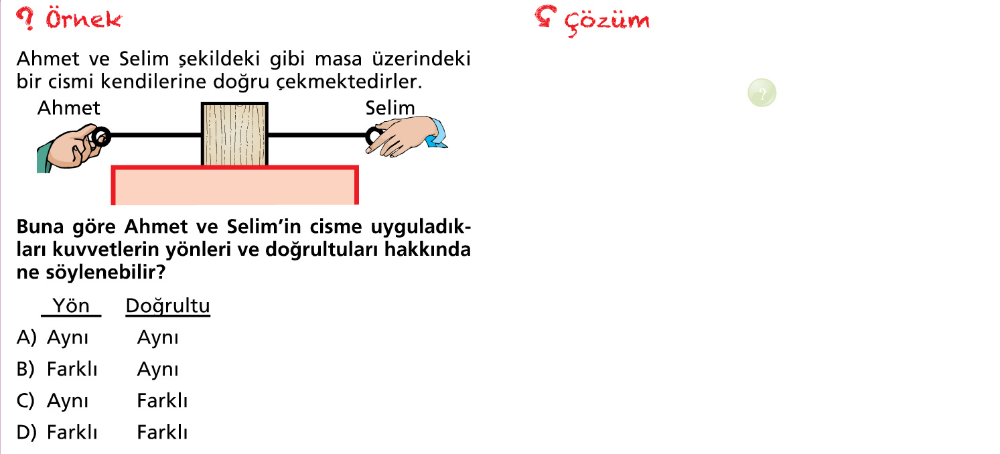 ? Örnek
Ahmet ve Selim şekildeki gibi masa üzerindeki
bir cismi kendilerine doğru çekmektedirler.
Ahmet
Selim
Buna göre Ahmet ve Selim’in cisme uyguladık-
ları kuvvetlerin yönleri ve doğrultuları hakkında
ne söylenebilir?
Yön Doğrultu
A) Aynı Aynı
B) Farklı Aynı
C) Aynı Farklı
D) Farklı Farklı
Çözüm
?